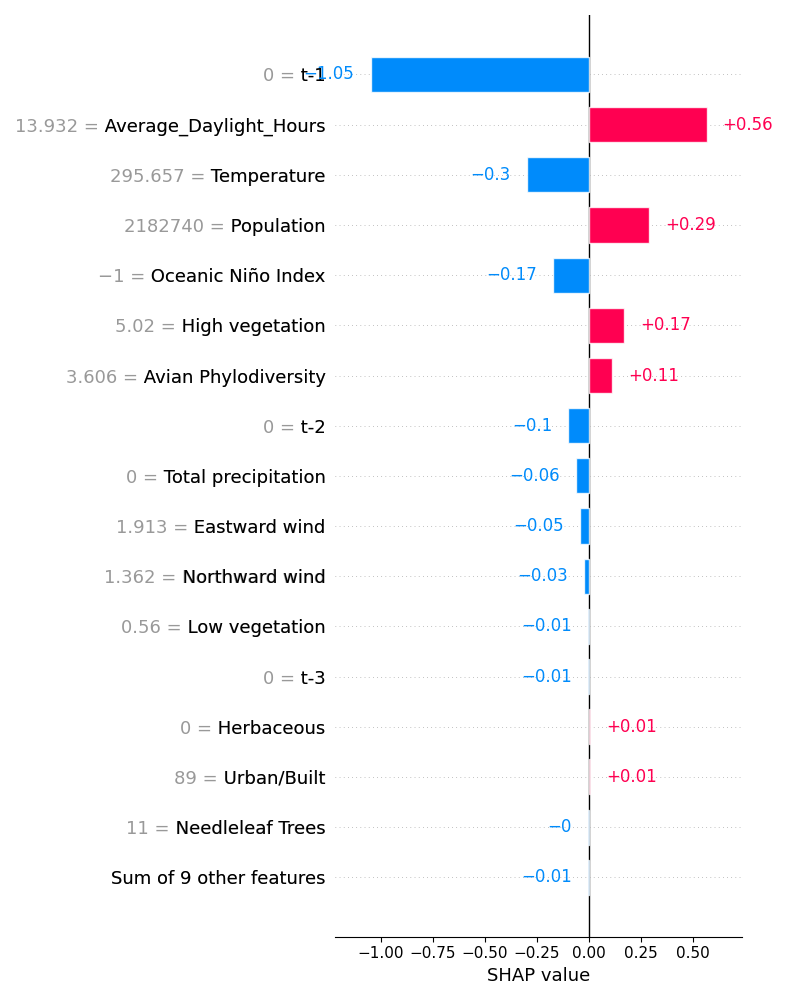 0 = t-1 −1.05
13.932 = Average_Daylight_Hours +0.56
295.657 = Temperature −0.3
2182740 = Population +0.29
−1 = Oceanic Niño Index −0.17
5.02 = High vegetation +0.17
3.606 = Avian Phylodiversity +0.11
0 = t-2 −0.1
0 = Total precipitation −0.06
1.913 = Eastward wind −0.05
1.362 = Northward wind −0.03
0.56 = Low vegetation −0.01
0 = t-3 −0.01
0 = Herbaceous +0.01
89 = Urban/Built +0.01
11 = Needleleaf Trees −0
Sum of 9 other features −0.01
−1.00 −0.75 −0.50 −0.25 0.00 0.25 0.50
SHAP value